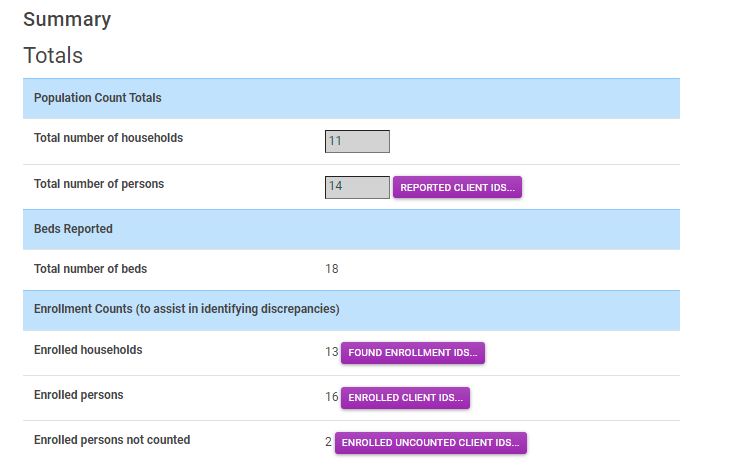 Summary
Totals
Population Count Totals
Total number of households 11
Total number of persons 14 REPORTED CLIENT IDS...
Beds Reported
Total number of beds 18
Enrollment Counts (to assist in identifying discrepancies)
Enrolled households 13 FOUND ENROLLMENT IDS...
Enrolled persons 16 ENROLLED CLIENT IDS...
Enrolled persons not counted 2 ENROLLED UNCOUNTED CLIENT IDS...